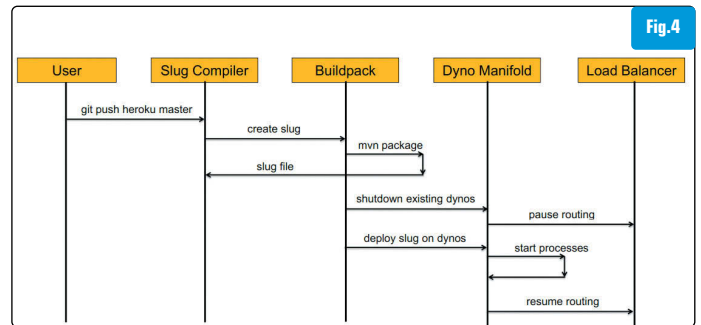 Fig.4
User
Slug Compiler
Buildpack
Dyno Manifold
Load Balancer
git push heroku master
create slug
mvn package
slug file
shutdown existing dynos
pause routing
deploy slug on dynos
start processes
resume routing